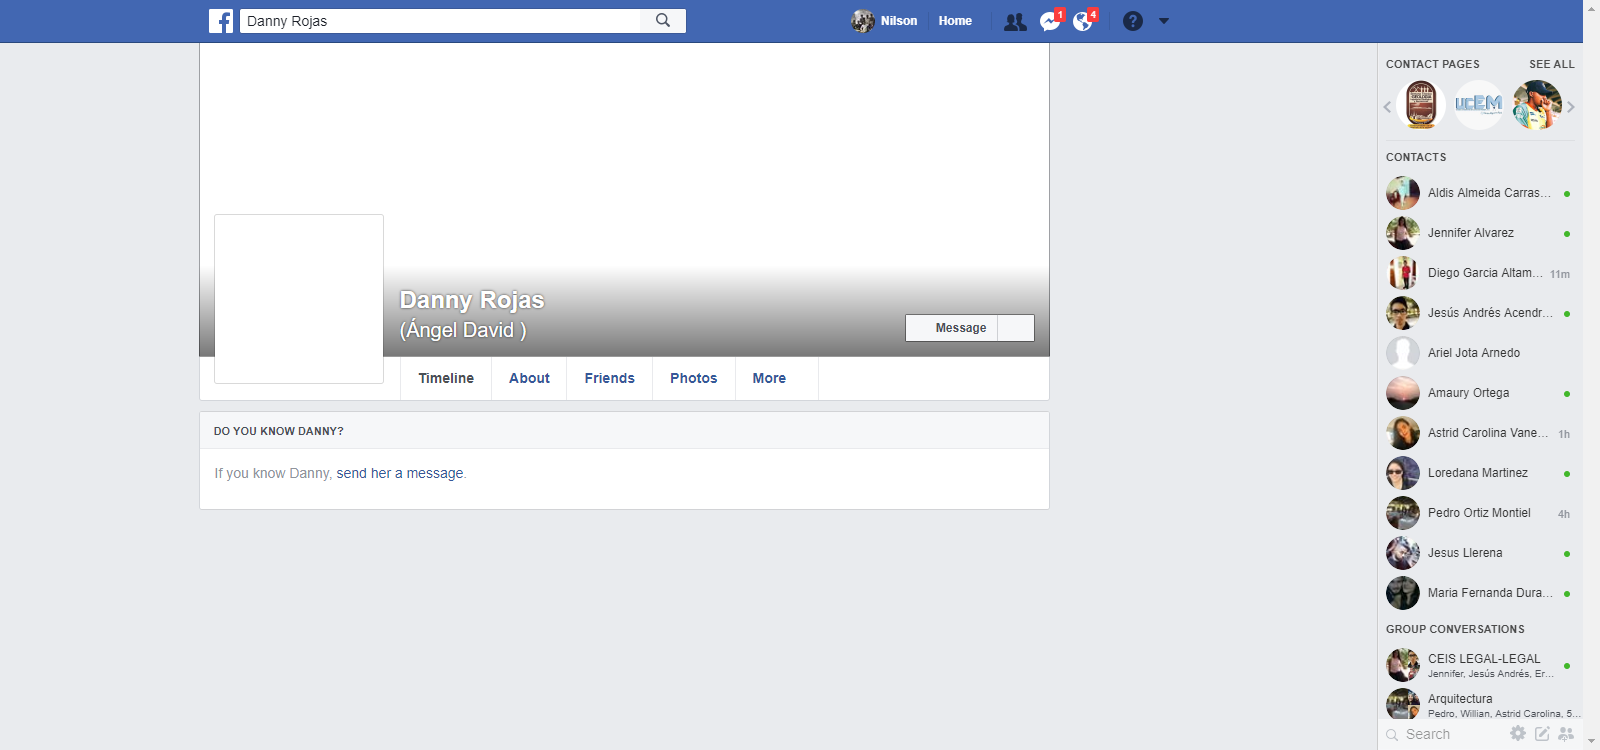 Danny Rojas
Nilson
Home
1
4
?
CONTACT PAGES
SEE ALL
UCEM
Danny Rojas
(Ángel David )
Message
Timeline
About
Friends
Photos
More
DO YOU KNOW DANNY?
If you know Danny, send her a message.
CONTACTS
Aldis Almeida Carras...
Jennifer Alvarez
Diego Garcia Altam... 11m
Jesús Andrés Acendr...
Ariel Jota Arnedo
Amaury Ortega
Astrid Carolina Vane... 1h
Loredana Martinez
Pedro Ortiz Montiel 4h
Jesus Llerena
Maria Fernanda Dura...
GROUP CONVERSATIONS
CEIS LEGAL-LEGAL
Jennifer, Jesús Andrés, Er...
Arquitectura
Pedro, Willian, Astrid Carolina, 5...
Search